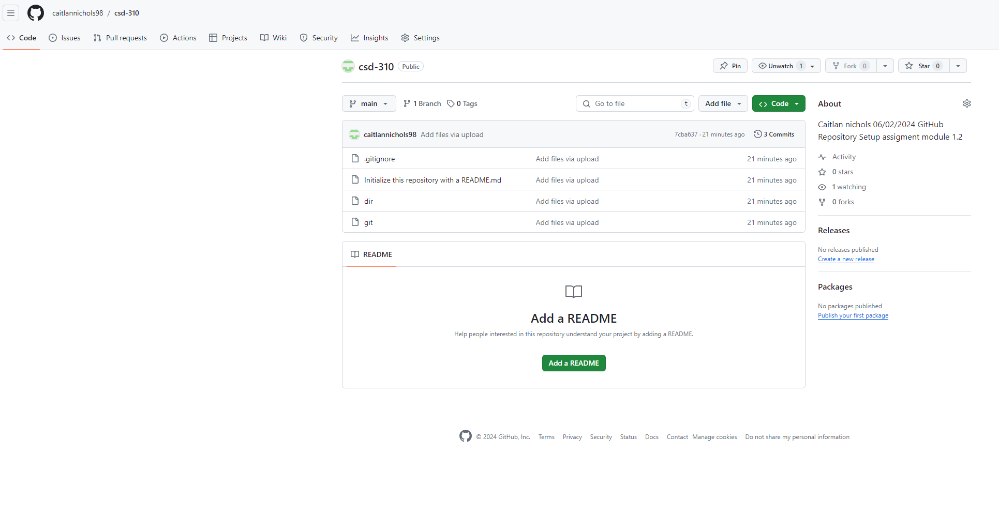 caitlannichols98 / csd-310
Code Issues Pull requests Actions Projects Wiki Security Insights Settings
csd-310 Public Pin Unwatch 1 Fork 0 Star 0
main 1 Branch 0 Tags Go to file t Add file Code
caitlannichols98 Add files via upload 7cba637 · 21 minutes ago 3 Commits
.gitignore Add files via upload 21 minutes ago
Initialize this repository with a README.md Add files via upload 21 minutes ago
dir Add files via upload 21 minutes ago
git Add files via upload 21 minutes ago
README
Add a README
Help people interested in this repository understand your project by adding a README.
Add a README
About
Caitlan nichols 06/02/2024 GitHub
Repository Setup assigment module 1.2
Activity
0 stars
1 watching
0 forks
Releases
No releases published
Create a new release
Packages
No packages published
Publish your first package
© 2024 GitHub, Inc. Terms Privacy Security Status Docs Contact Manage cookies Do not share my personal information